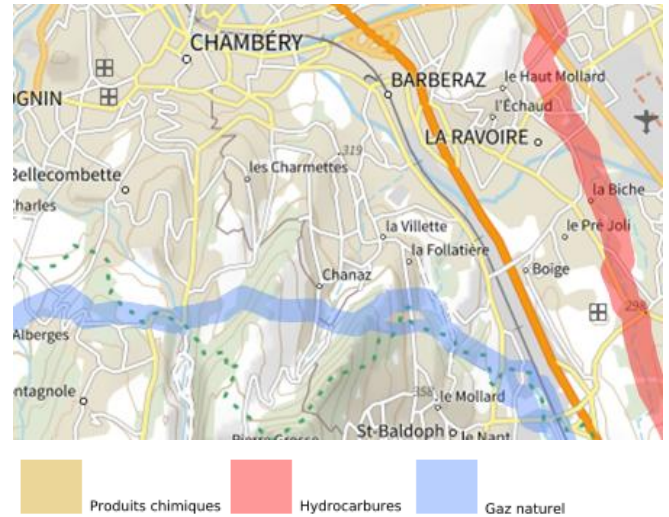 CHAMBÉRY
BARBERAZ
le Haut Mollard
OGNIN
l'Échaud
LA RAVOIRE
319
les Charmettes
Bellecombette
la Biche
Charles
la Villette
le Pré Joli
la Follatière
Chanaz
Boige
298
Alberges
358
le Mollard
ntagnole
St-Baldoph
le Nant
Pierre Grosse
Produits chimiques
Hydrocarbures
Gaz naturel